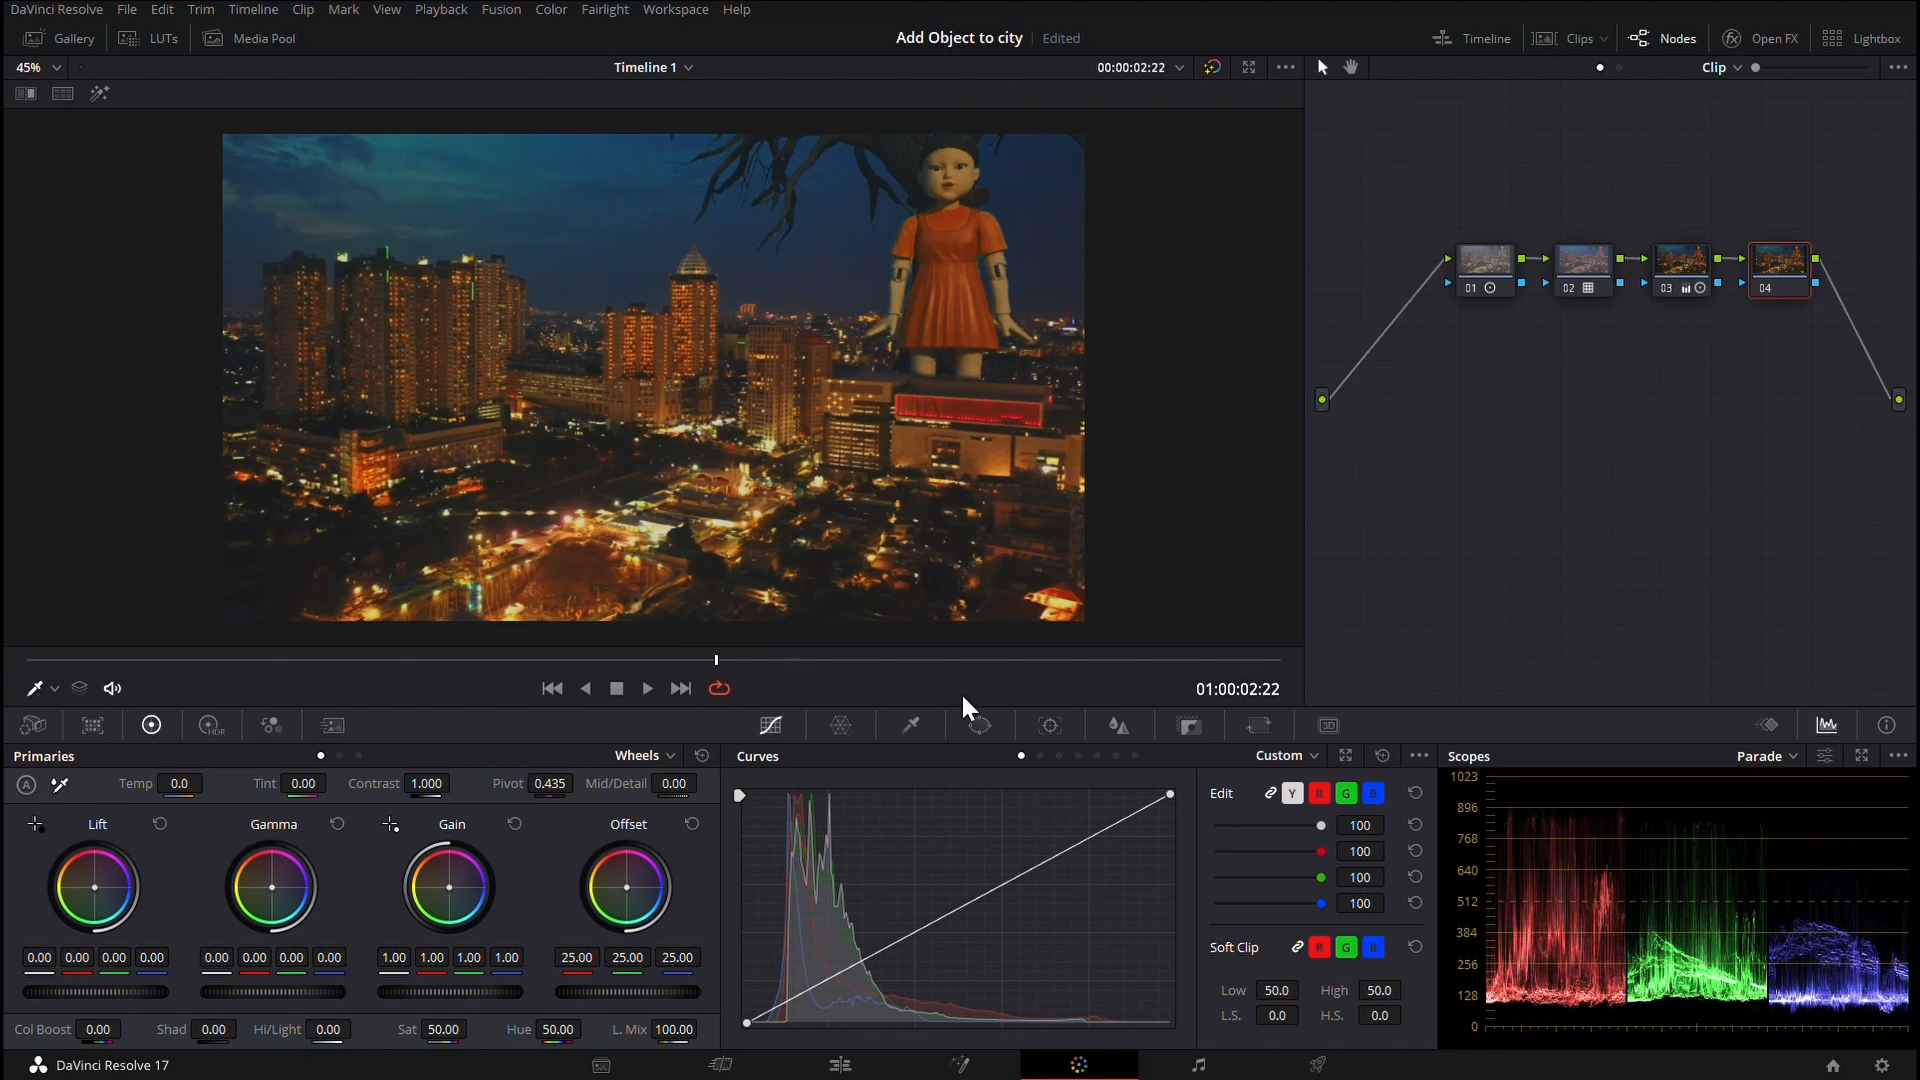 DaVinci Resolve File Edit Trim Timeline Clip Mark View Playback Fusion Color Fairlight Workspace Help
Gallery LUTs Media Pool Add Object to city Edited Timeline Clips Nodes Open FX Lightbox
45% Timeline 1 00:00:02:22 Clip
01 02 03 04
01:00:02:22
HDR 3D
Primaries Wheels Curves Custom Scopes Parade
A Temp 0.0 Tint 0.00 Contrast 1.000 Pivot 0.435 Mid/Detail 0.00
Lift Gamma Gain Offset
0.00 0.00 0.00 0.00 0.00 0.00 0.00 0.00 1.00 1.00 1.00 1.00 25.00 25.00 25.00
Col Boost 0.00 Shad 0.00 Hi/Light 0.00 Sat 50.00 Hue 50.00 L. Mix 100.00
Edit Y R G B
100
100
100
100
Soft Clip R G B
Low 50.0 High 50.0
L.S. 0.0 H.S. 0.0
1023
896
768
640
512
384
256
128
0
DaVinci Resolve 17